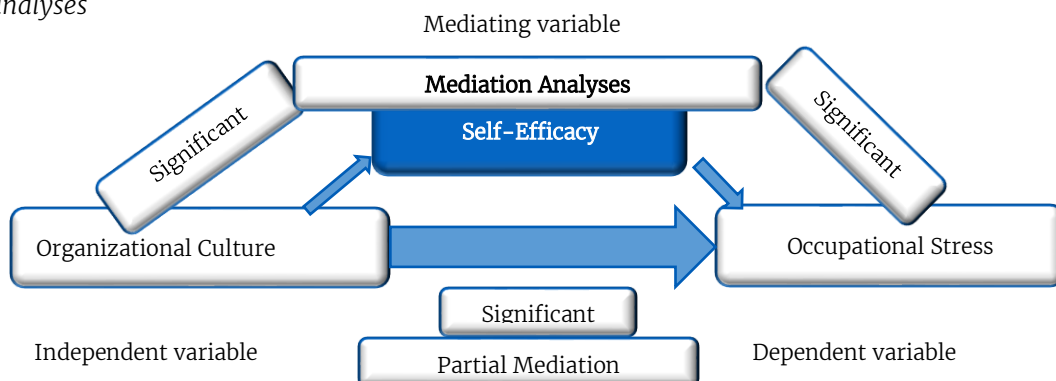 analyses
Mediating variable
Mediation Analyses
Self-Efficacy
Significant
Significant
Organizational Culture
Occupational Stress
Significant
Independent variable
Partial Mediation
Dependent variable